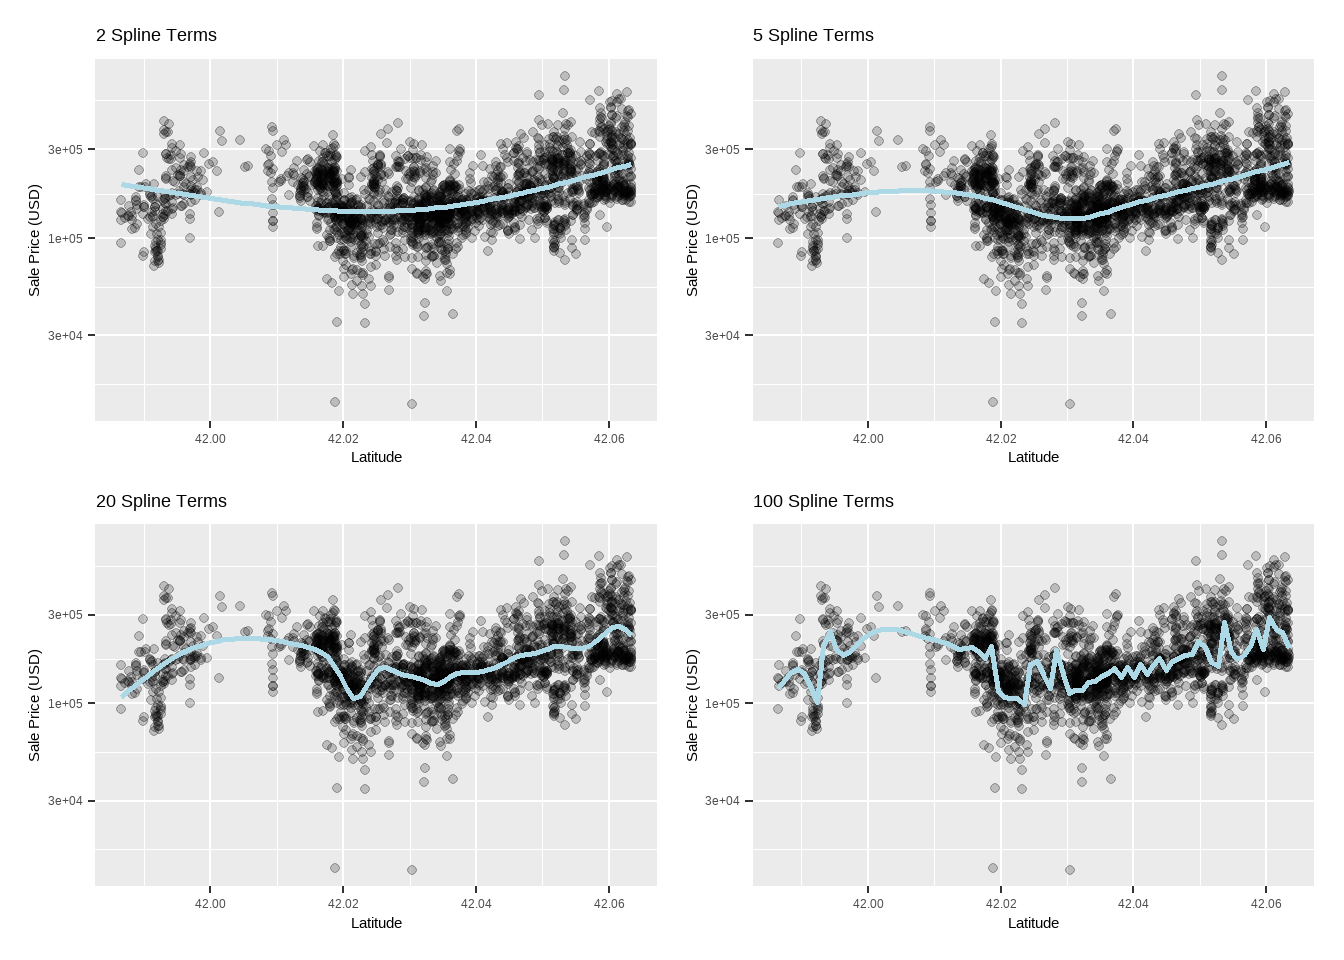 2 Spline Terms
Sale Price (USD)
3e+05
1e+05
3e+04
42.00 42.02 42.04 42.06
Latitude
5 Spline Terms
Sale Price (USD)
3e+05
1e+05
3e+04
42.00 42.02 42.04 42.06
Latitude
20 Spline Terms
Sale Price (USD)
3e+05
1e+05
3e+04
42.00 42.02 42.04 42.06
Latitude
100 Spline Terms
Sale Price (USD)
3e+05
1e+05
3e+04
42.00 42.02 42.04 42.06
Latitude